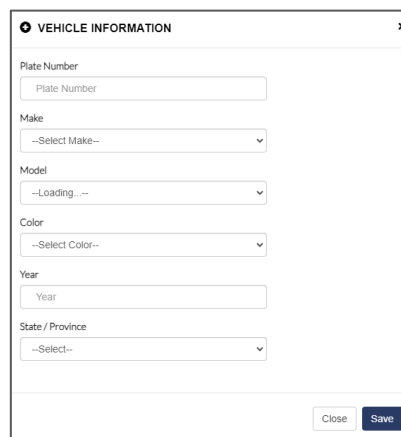 VEHICLE INFORMATION
Plate Number
Plate Number
Make
--Select Make--
Model
--Loading...--
Color
--Select Color--
Year
Year
State / Province
--Select--
Close Save